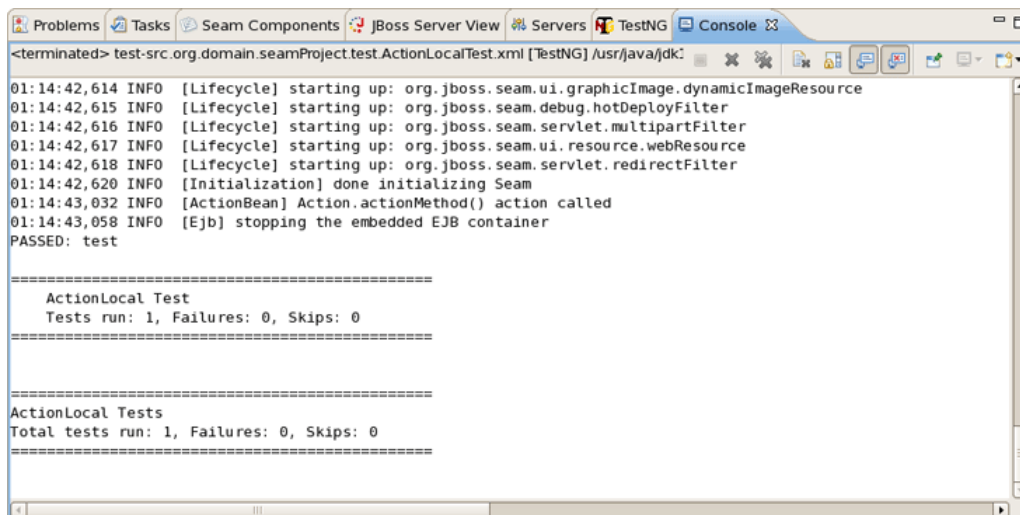 Problems Tasks Seam Components JBoss Server View Servers TestNG Console
<terminated> test-src.org.domain.seamProject.test.ActionLocalTest.xml [TestNG] /usr/java/jdk1
01:14:42,614 INFO  [Lifecycle] starting up: org.jboss.seam.ui.graphicImage.dynamicImageResource
01:14:42,615 INFO  [Lifecycle] starting up: org.jboss.seam.debug.hotDeployFilter
01:14:42,616 INFO  [Lifecycle] starting up: org.jboss.seam.servlet.multipartFilter
01:14:42,617 INFO  [Lifecycle] starting up: org.jboss.seam.ui.resource.webResource
01:14:42,618 INFO  [Lifecycle] starting up: org.jboss.seam.servlet.redirectFilter
01:14:42,620 INFO  [Initialization] done initializing Seam
01:14:43,032 INFO  [ActionBean] Action.actionMethod() action called
01:14:43,058 INFO  [Ejb] stopping the embedded EJB container
PASSED: test
===============================================
    ActionLocal Test
    Tests run: 1, Failures: 0, Skips: 0
===============================================
===============================================
ActionLocal Tests
Total tests run: 1, Failures: 0, Skips: 0
===============================================